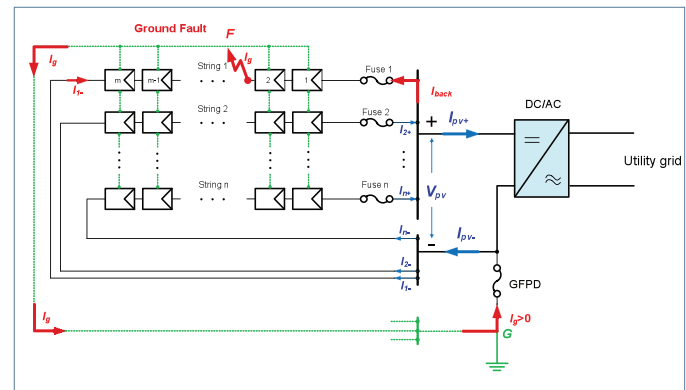 Ground Fault
F
Ig
Ig
String 1
Fuse 1
I1-
m
m-1
. . .
2
1
Iback
DC/AC
String 2
Fuse 2
+
Ipv+
I2+
Utility grid
Vpv
String n
Fuse n
In+
In-
-
Ipv-
I2-
I1-
GFPD
Ig
Ig>0
G